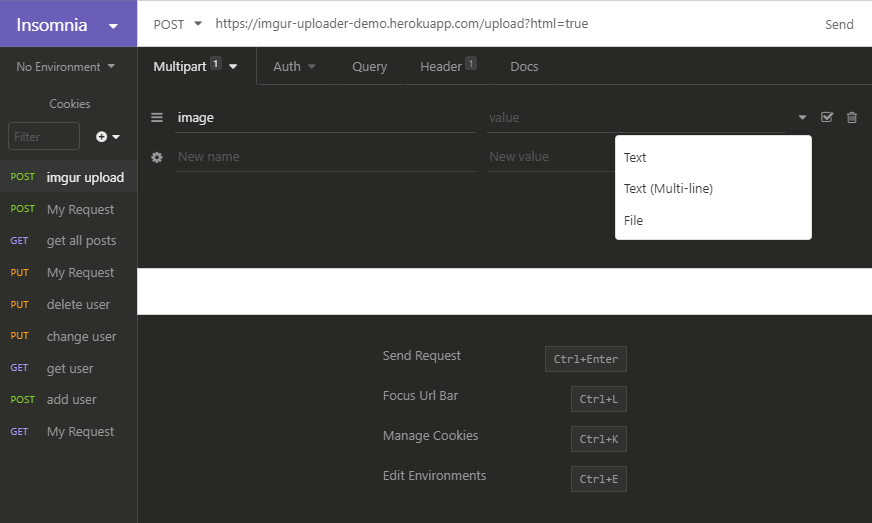 Insomnia
POST https://imgur-uploader-demo.herokuapp.com/upload?html=true Send
No Environment
Multipart 1 Auth Query Header 1 Docs
Cookies
Filter
image value
New name New value
Text
Text (Multi-line)
File
POST imgur upload
POST My Request
GET get all posts
PUT My Request
PUT delete user
PUT change user
GET get user
POST add user
GET My Request
Send Request Ctrl+Enter
Focus Url Bar Ctrl+L
Manage Cookies Ctrl+K
Edit Environments Ctrl+E